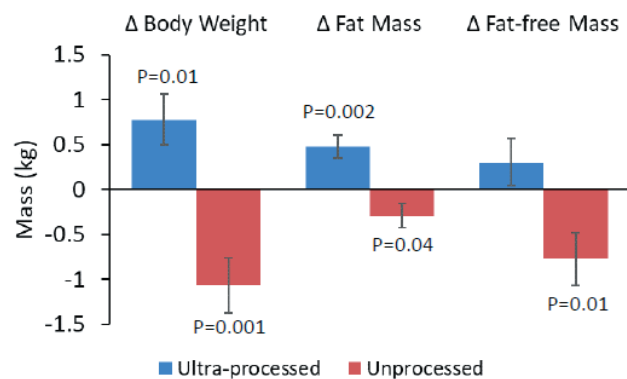 Δ Body Weight Δ Fat Mass Δ Fat-free Mass
1.5
1
0.5
0
-0.5
-1
-1.5
Mass (kg)
P=0.01
P=0.002
P=0.04
P=0.001
P=0.01
Ultra-processed Unprocessed